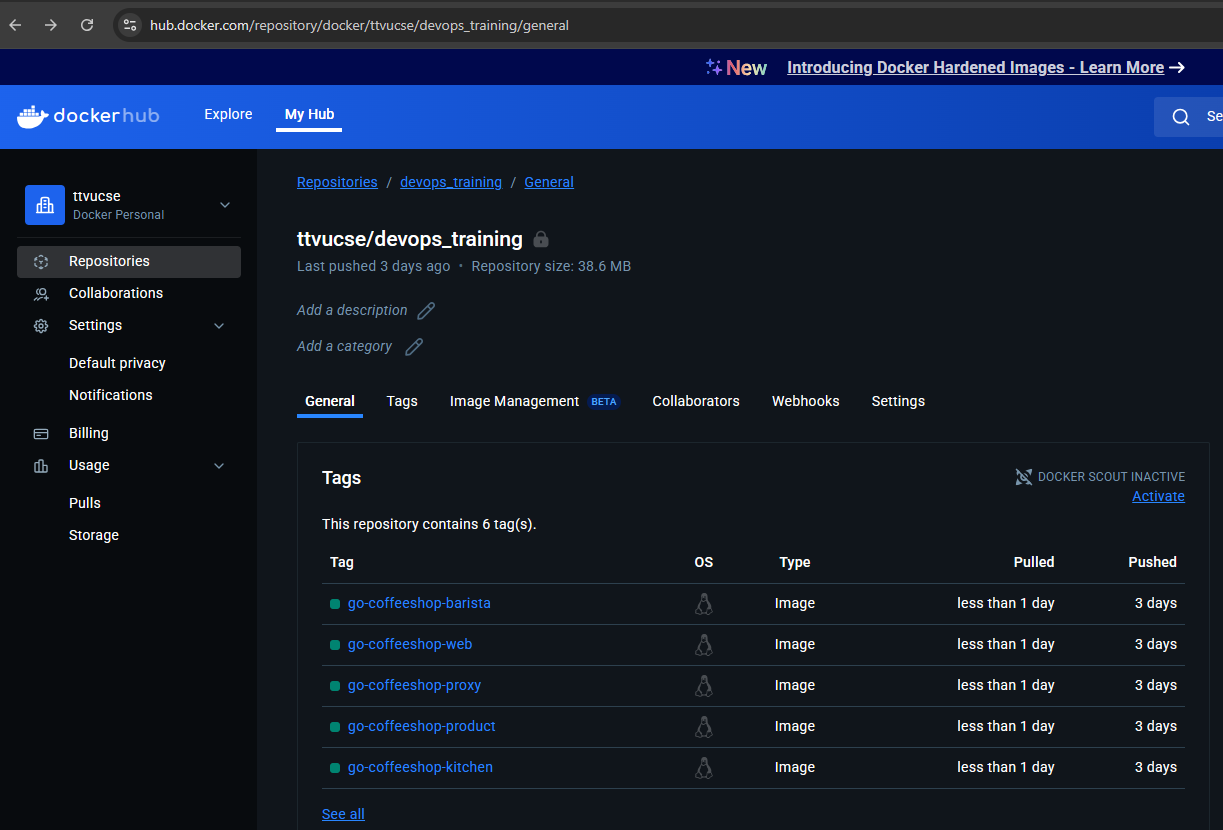 hub.docker.com/repository/docker/ttvucse/devops_training/general
New Introducing Docker Hardened Images - Learn More →
dockerhub Explore My Hub Se
ttvucse
Docker Personal
Repositories
Collaborations
Settings
Default privacy
Notifications
Billing
Usage
Pulls
Storage
Repositories / devops_training / General
ttvucse/devops_training
Last pushed 3 days ago • Repository size: 38.6 MB
Add a description
Add a category
General Tags Image Management BETA Collaborators Webhooks Settings
Tags
DOCKER SCOUT INACTIVE
Activate
This repository contains 6 tag(s).
Tag OS Type Pulled Pushed
go-coffeeshop-barista Image less than 1 day 3 days
go-coffeeshop-web Image less than 1 day 3 days
go-coffeeshop-proxy Image less than 1 day 3 days
go-coffeeshop-product Image less than 1 day 3 days
go-coffeeshop-kitchen Image less than 1 day 3 days
See all